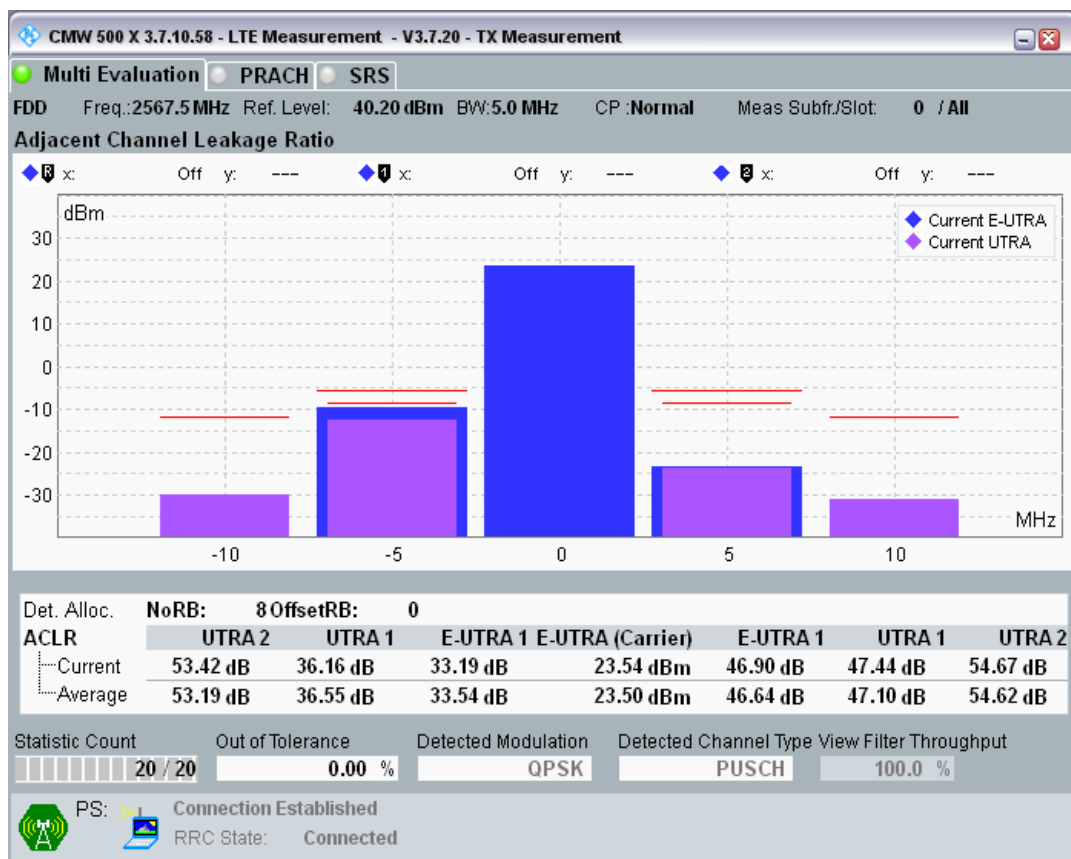 CMW 500 X 3.7.10.58 - LTE Measurement - V3.7.20 - TX Measurement
Multi Evaluation PRACH SRS
FDD Freq.:2567.5 MHz Ref. Level: 40.20 dBm BW:5.0 MHz CP :Normal Meas Subfr./Slot: 0 / All
Adjacent Channel Leakage Ratio
R x: Off y: --- 1 x: Off y: --- 2 x: Off y: ---
dBm
Current E-UTRA
Current UTRA
30
20
10
0
-10
-20
-30
MHz
-10 -5 0 5 10
Det. Alloc. NoRB: 8 OffsetRB: 0
ACLR UTRA 2 UTRA 1 E-UTRA 1 E-UTRA (Carrier) E-UTRA 1 UTRA 1 UTRA 2
Current 53.42 dB 36.16 dB 33.19 dB 23.54 dBm 46.90 dB 47.44 dB 54.67 dB
Average 53.19 dB 36.55 dB 33.54 dB 23.50 dBm 46.64 dB 47.10 dB 54.62 dB
Statistic Count Out of Tolerance Detected Modulation Detected Channel Type View Filter Throughput
20 / 20 0.00 % QPSK PUSCH 100.0 %
PS: Connection Established
RRC State: Connected